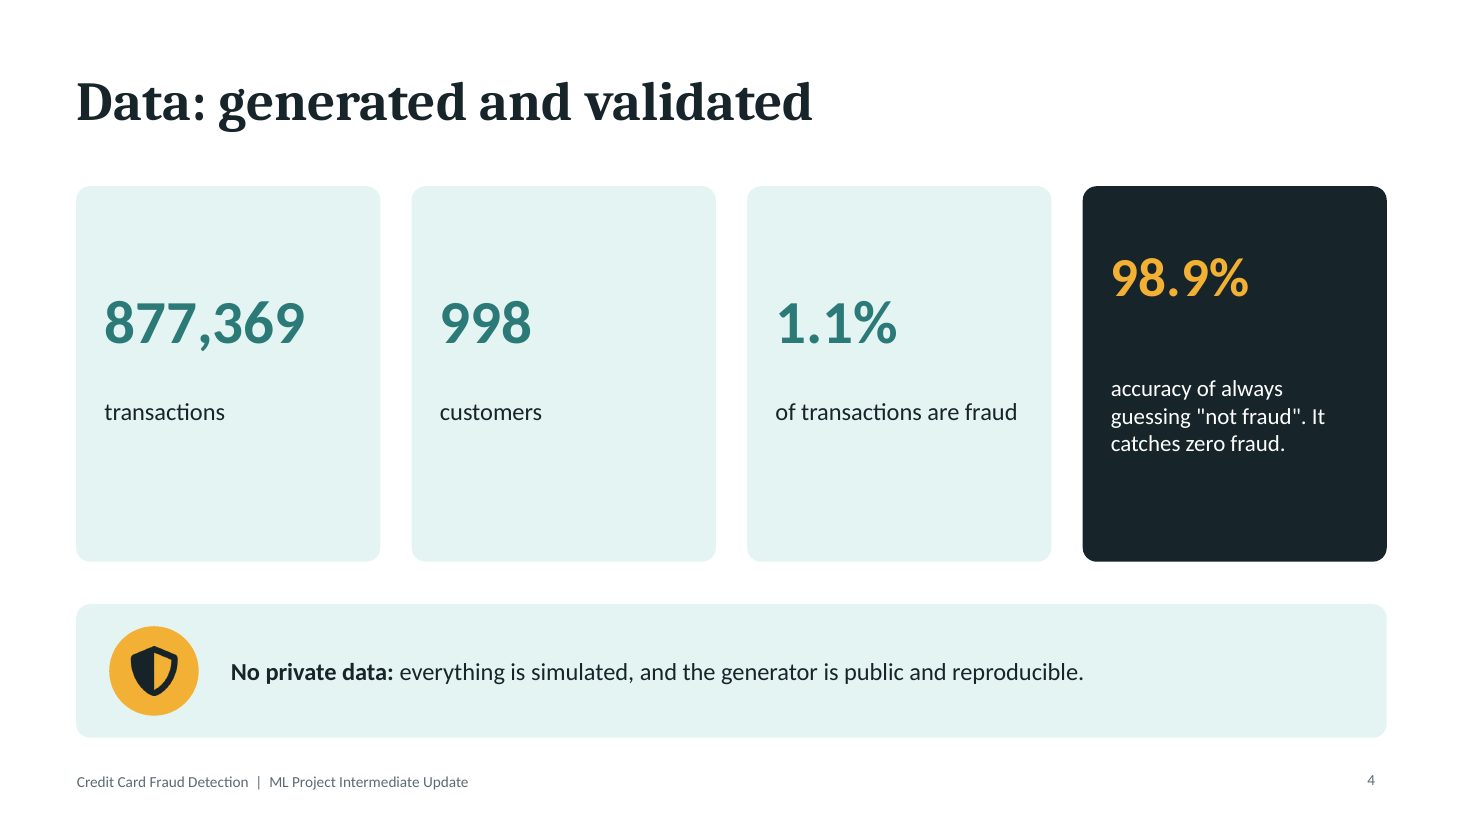 Data: generated and validated
877,369
transactions
998
customers
1.1%
of transactions are fraud
98.9%
accuracy of always
guessing "not fraud". It
catches zero fraud.
No private data: everything is simulated, and the generator is public and reproducible.
Credit Card Fraud Detection | ML Project Intermediate Update
4